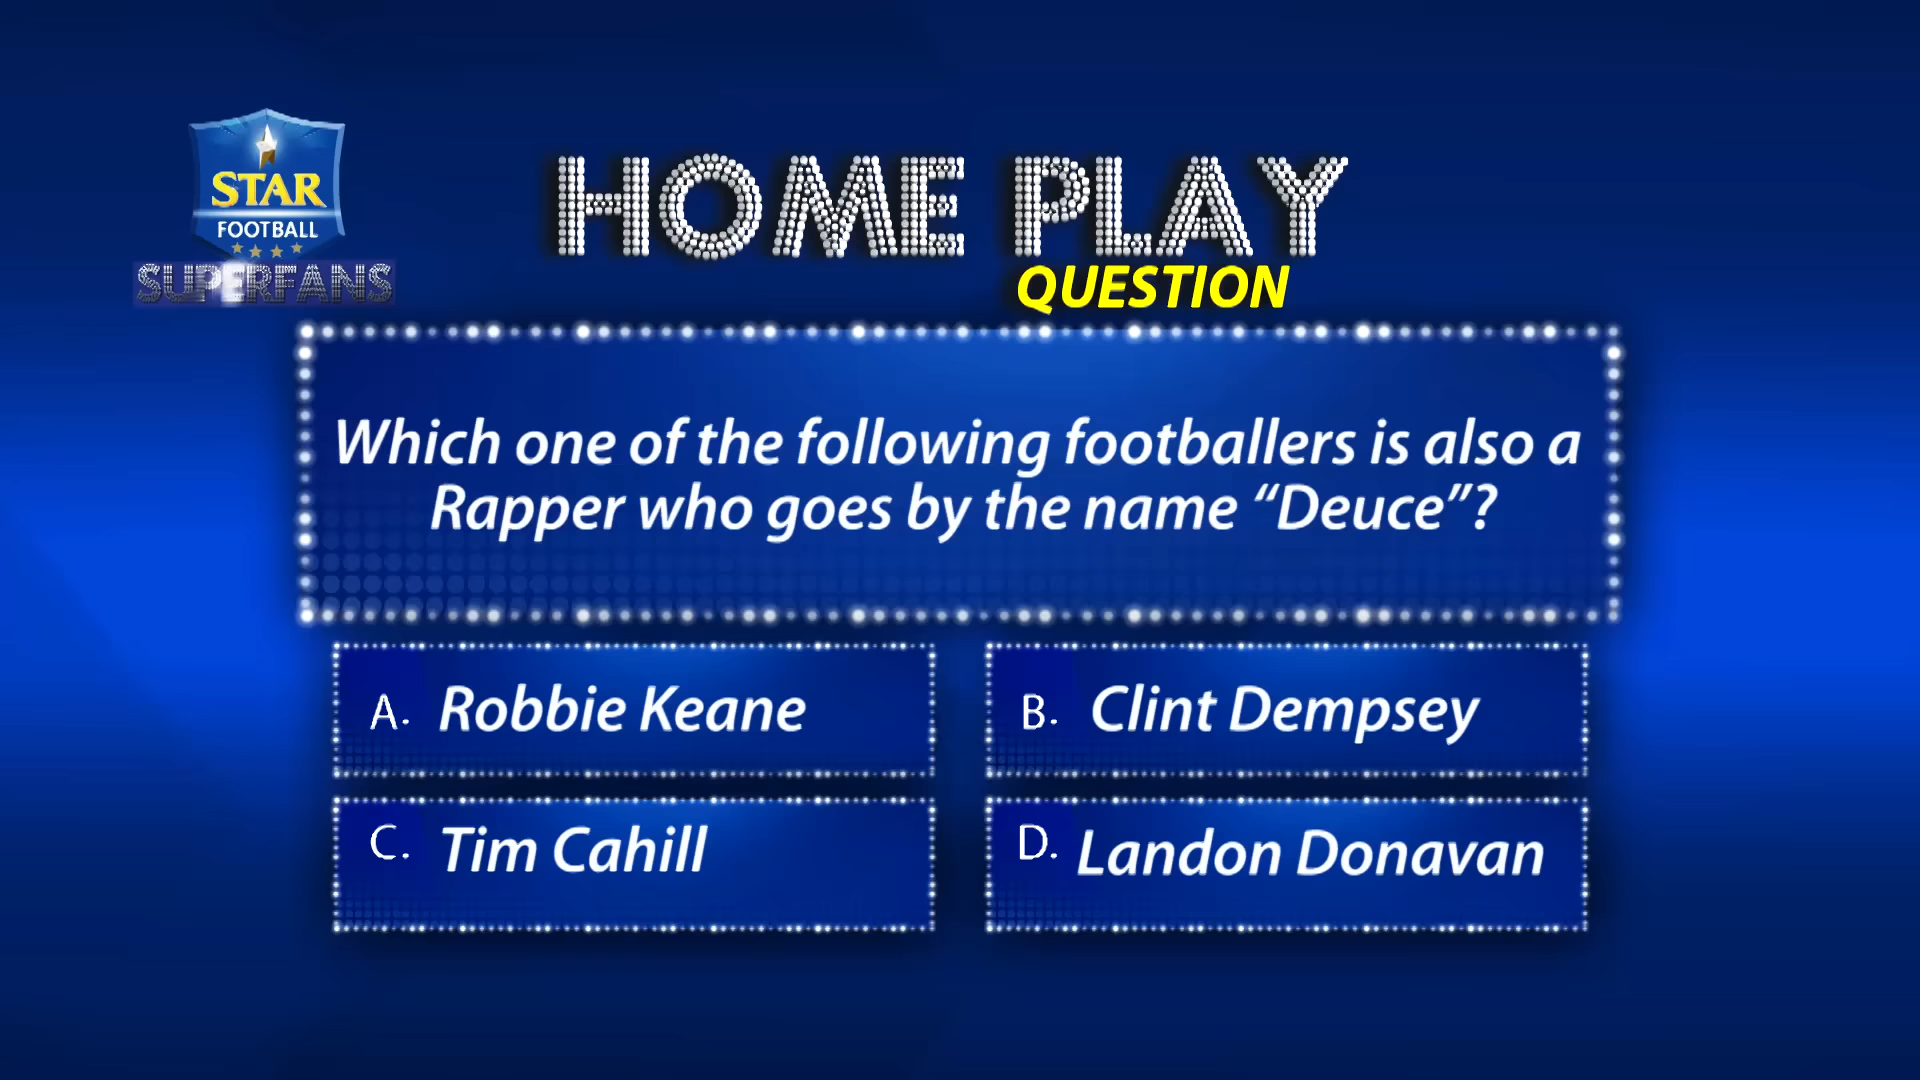 STAR
FOOTBALL
SUPERFANS
HOME PLAY
QUESTION
Which one of the following footballers is also a
Rapper who goes by the name “Deuce”?
A. Robbie Keane
B. Clint Dempsey
C. Tim Cahill
D. Landon Donavan